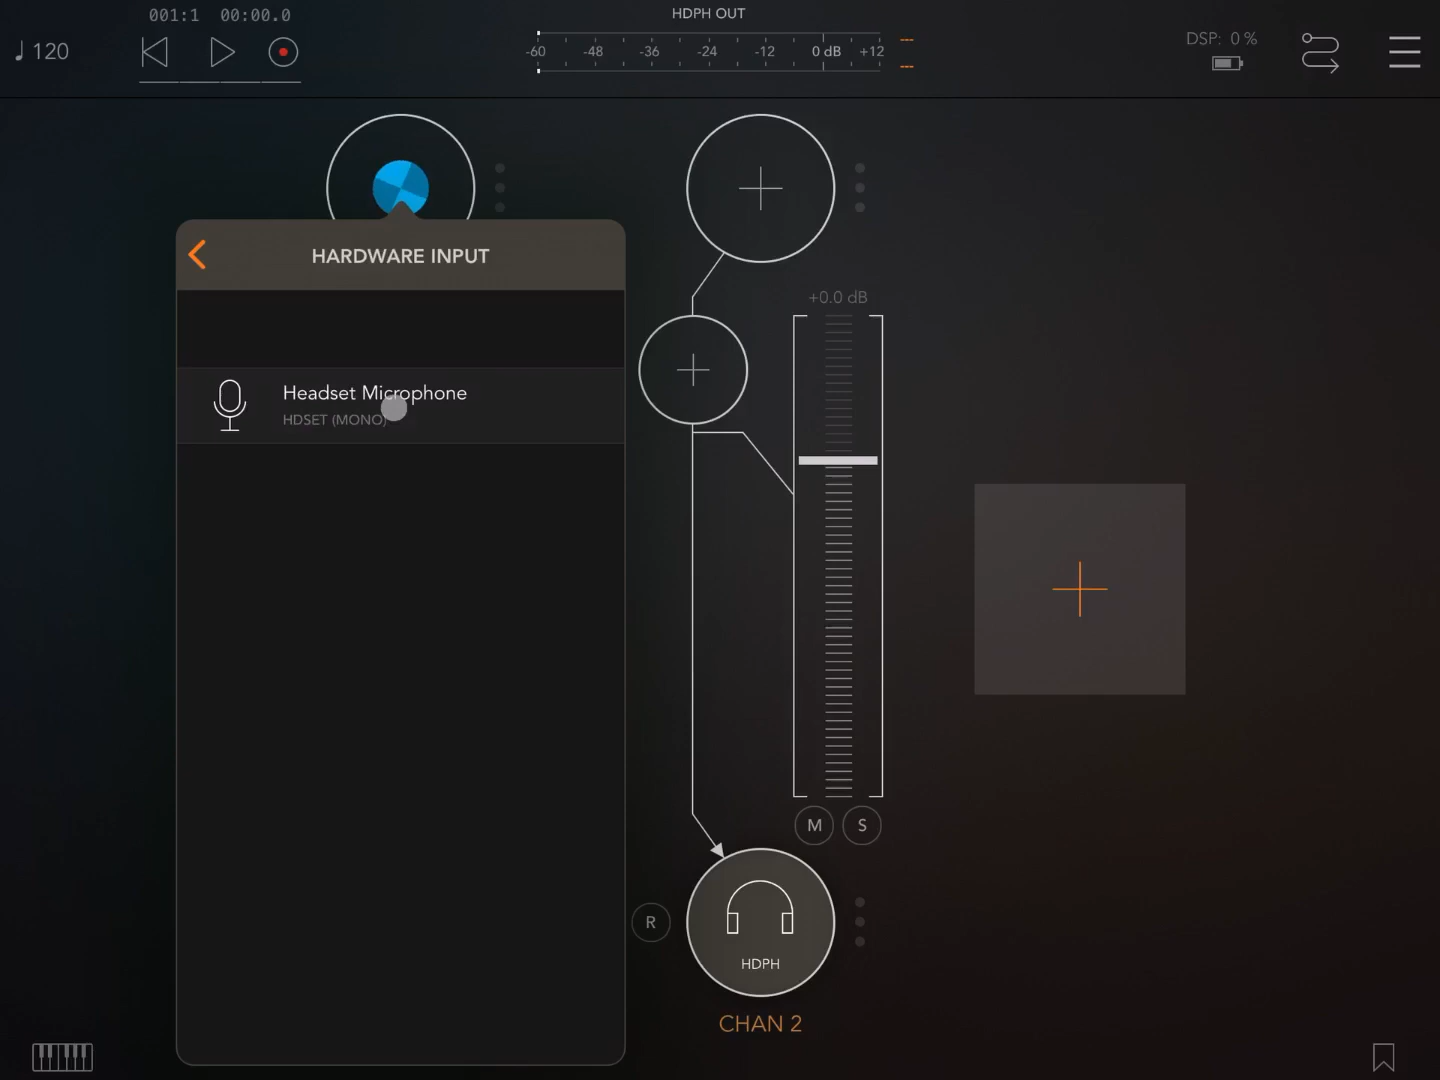 001:1 00:00.0
HDPH OUT
♩ 120
-60 -48 -36 -24 -12 0 dB +12
---
---
DSP: 0 %
HARDWARE INPUT
Headset Microphone
HDSET (MONO)
+0.0 dB
M S
R
HDPH
CHAN 2